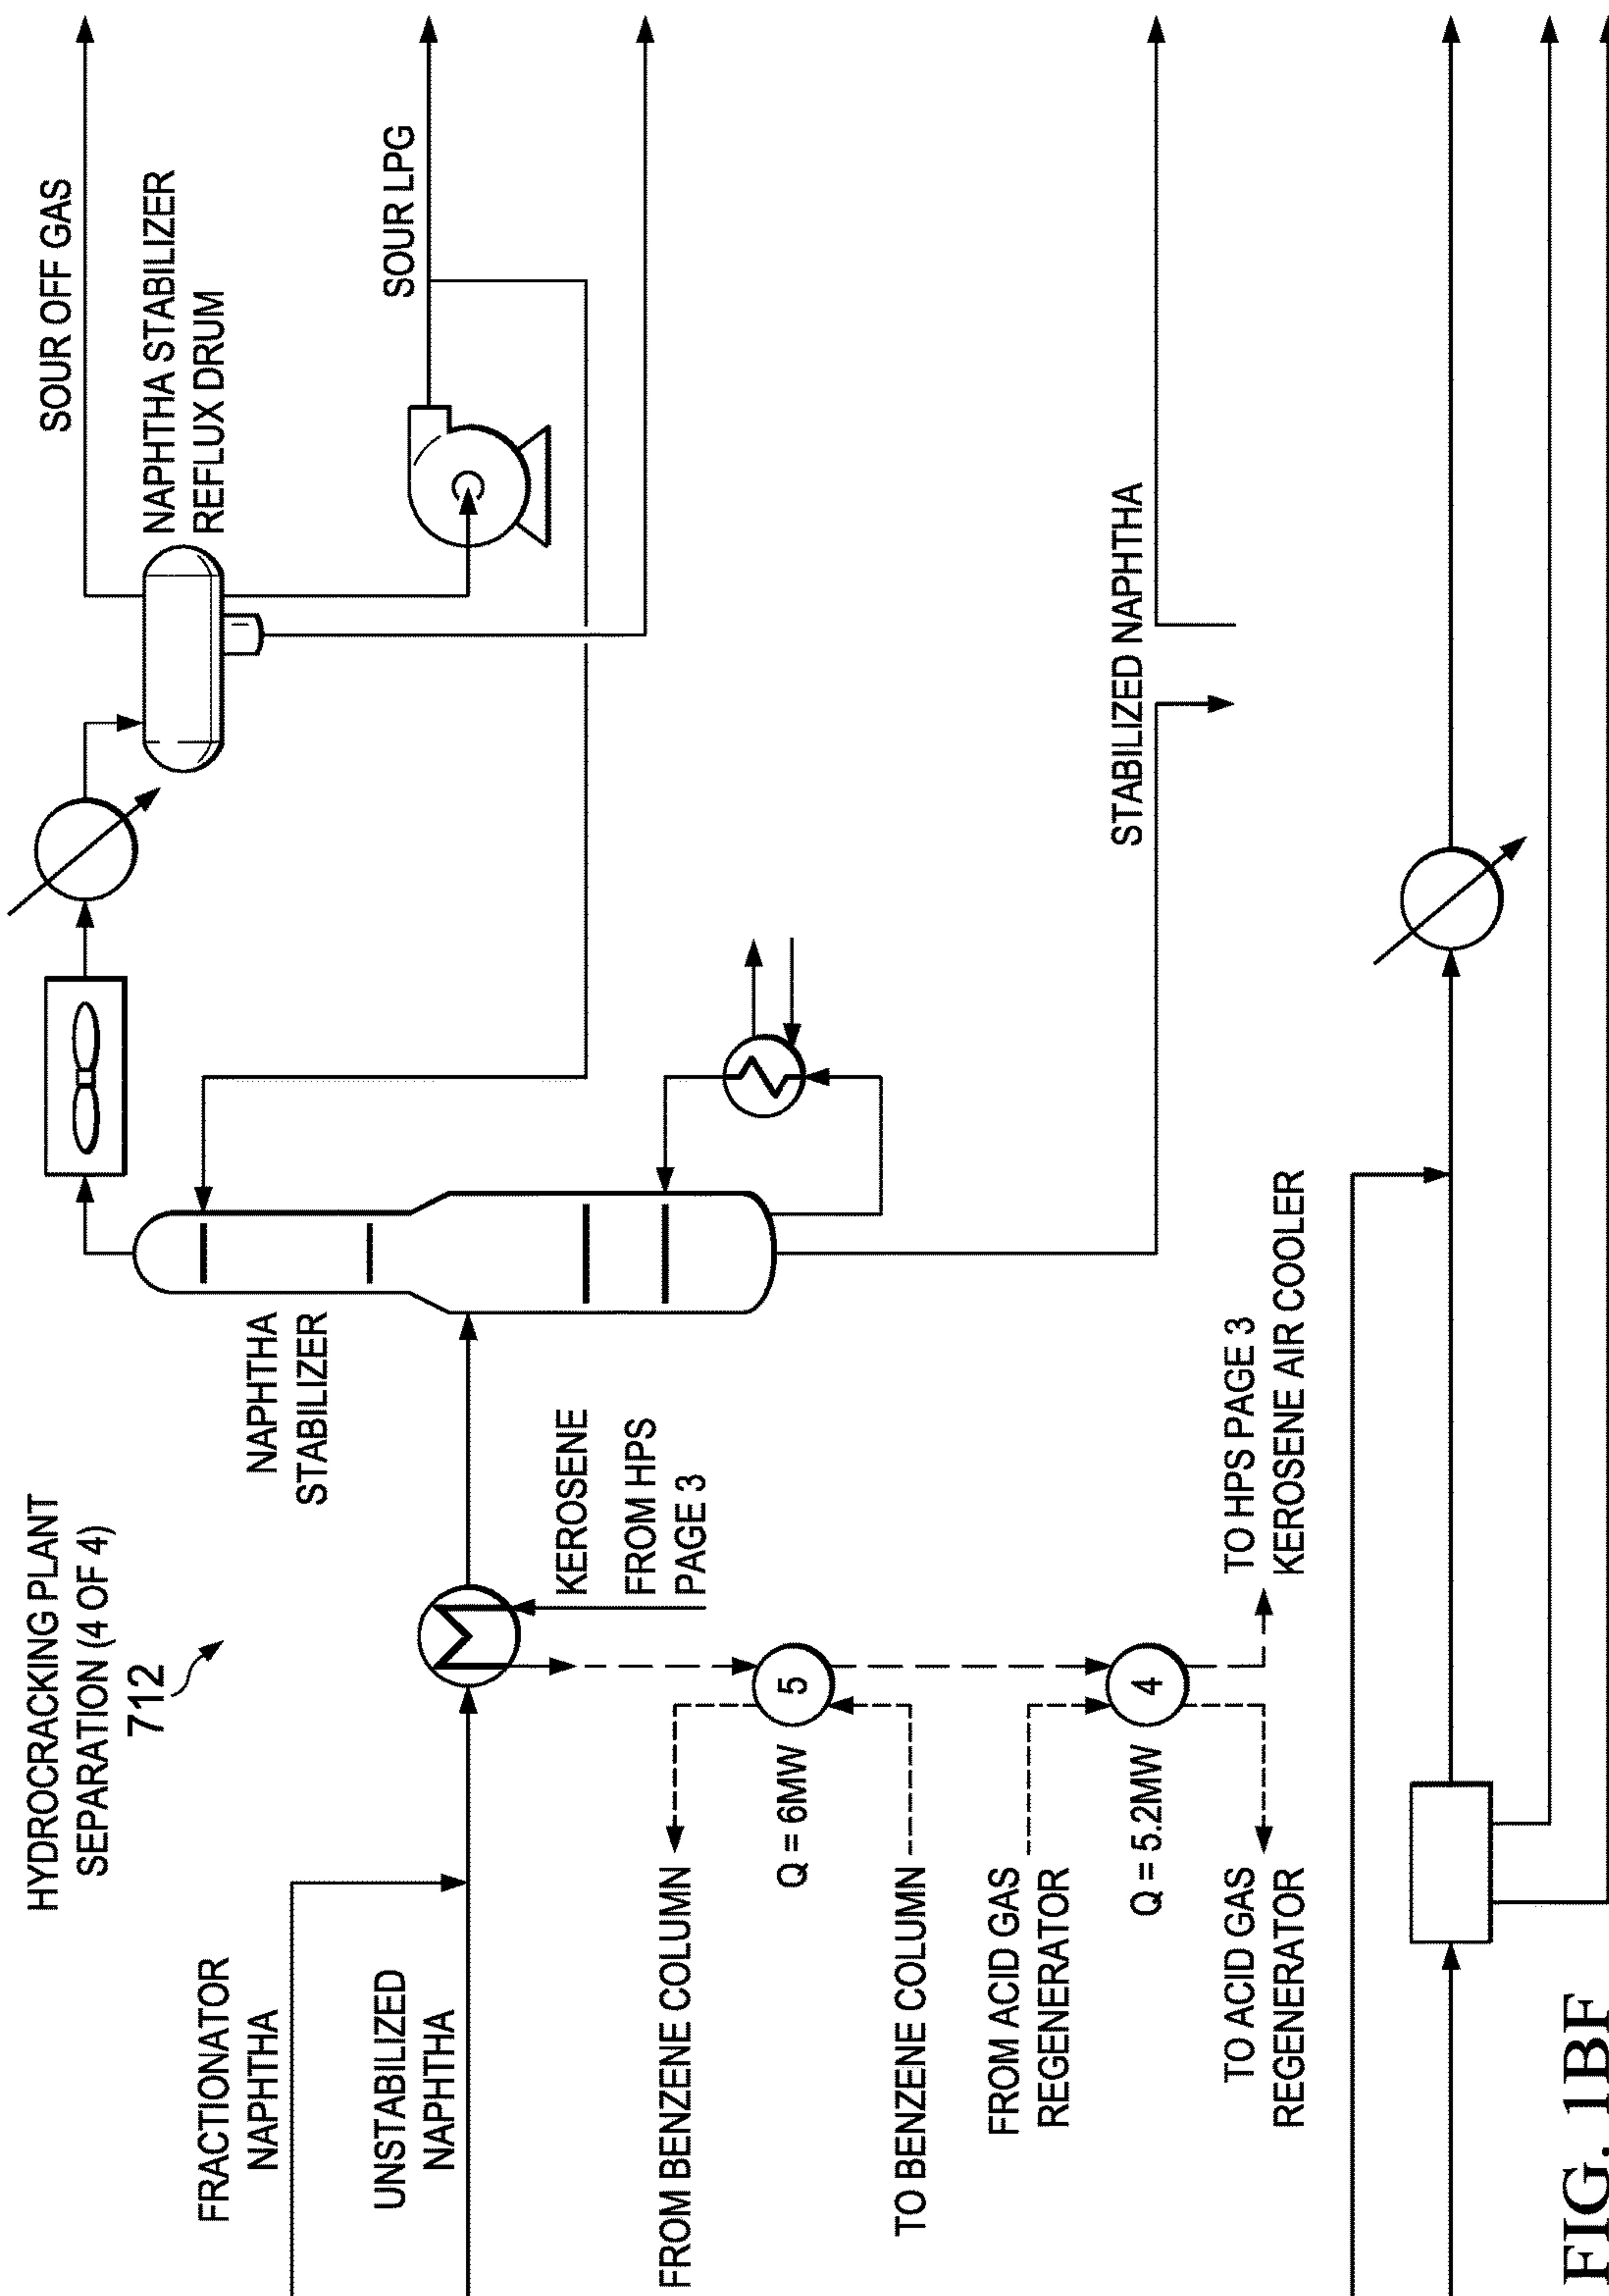 HYDROCRACKING PLANT
SEPARATION (4 OF 4)
712
SOUR OFF GAS
NAPHTHA STABILIZER
REFLUX DRUM
SOUR LPG
NAPHTHA
STABILIZER
FRACTIONATOR
NAPHTHA
UNSTABILIZED
NAPHTHA
KEROSENE
FROM HPS
PAGE 3
FROM BENZENE COLUMN
5
Q = 6MW
TO BENZENE COLUMN
FROM ACID GAS
REGENERATOR
4
Q = 5.2MW
TO ACID GAS
REGENERATOR
TO HPS PAGE 3
KEROSENE AIR COOLER
STABILIZED NAPHTHA
FIG. 1BF